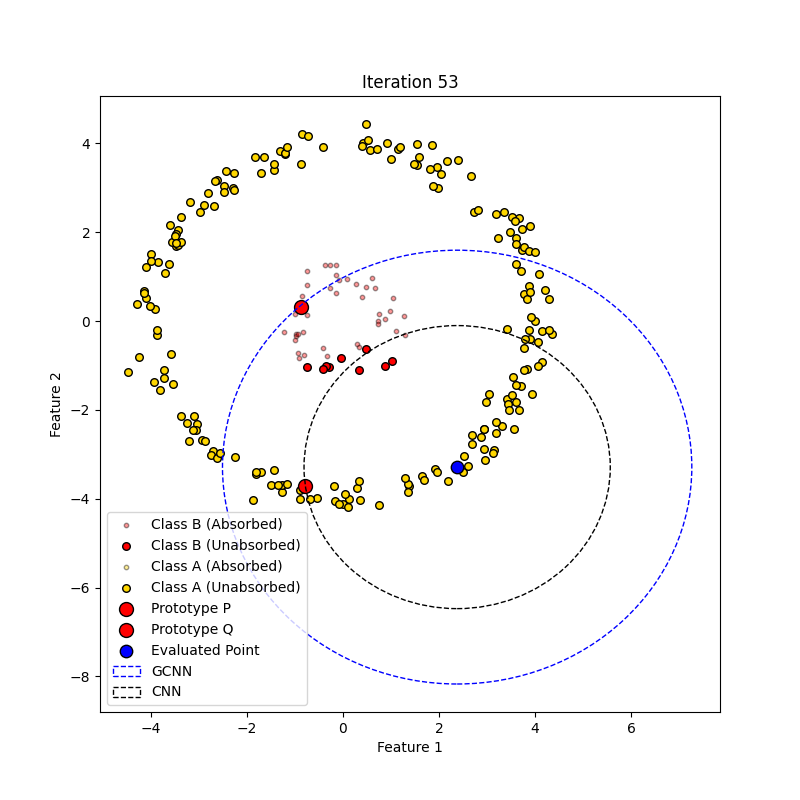 Iteration 53
4
2
0
−2
−4
−6
−8
Feature 2
Class B (Absorbed)
Class B (Unabsorbed)
Class A (Absorbed)
Class A (Unabsorbed)
Prototype P
Prototype Q
Evaluated Point
GCNN
CNN
−4 −2 0 2 4 6
Feature 1